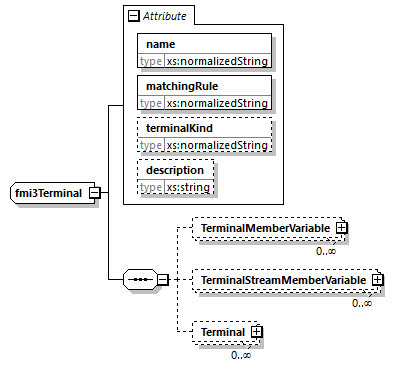 Attribute
name
type xs:normalizedString
matchingRule
type xs:normalizedString
terminalKind
type xs:normalizedString
description
type xs:string
fmi3Terminal
TerminalMemberVariable
0..∞
TerminalStreamMemberVariable
0..∞
Terminal
0..∞